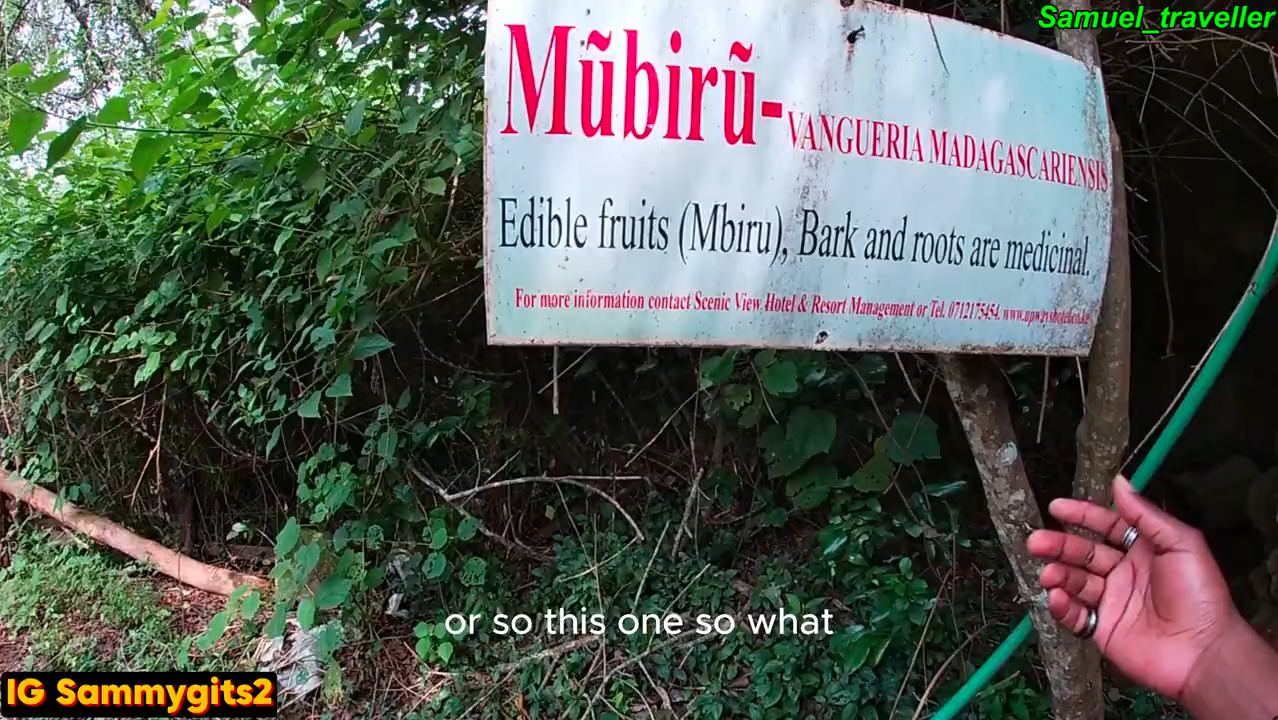 Samuel_traveller
Mũbirũ-VANGUERIA MADAGASCARIENSIS
Edible fruits (Mbiru), Bark and roots are medicinal.
For more information contact Scenic View Hotel & Resort Management or Tel. 0712175454.
or so this one so what
IG Sammygits2